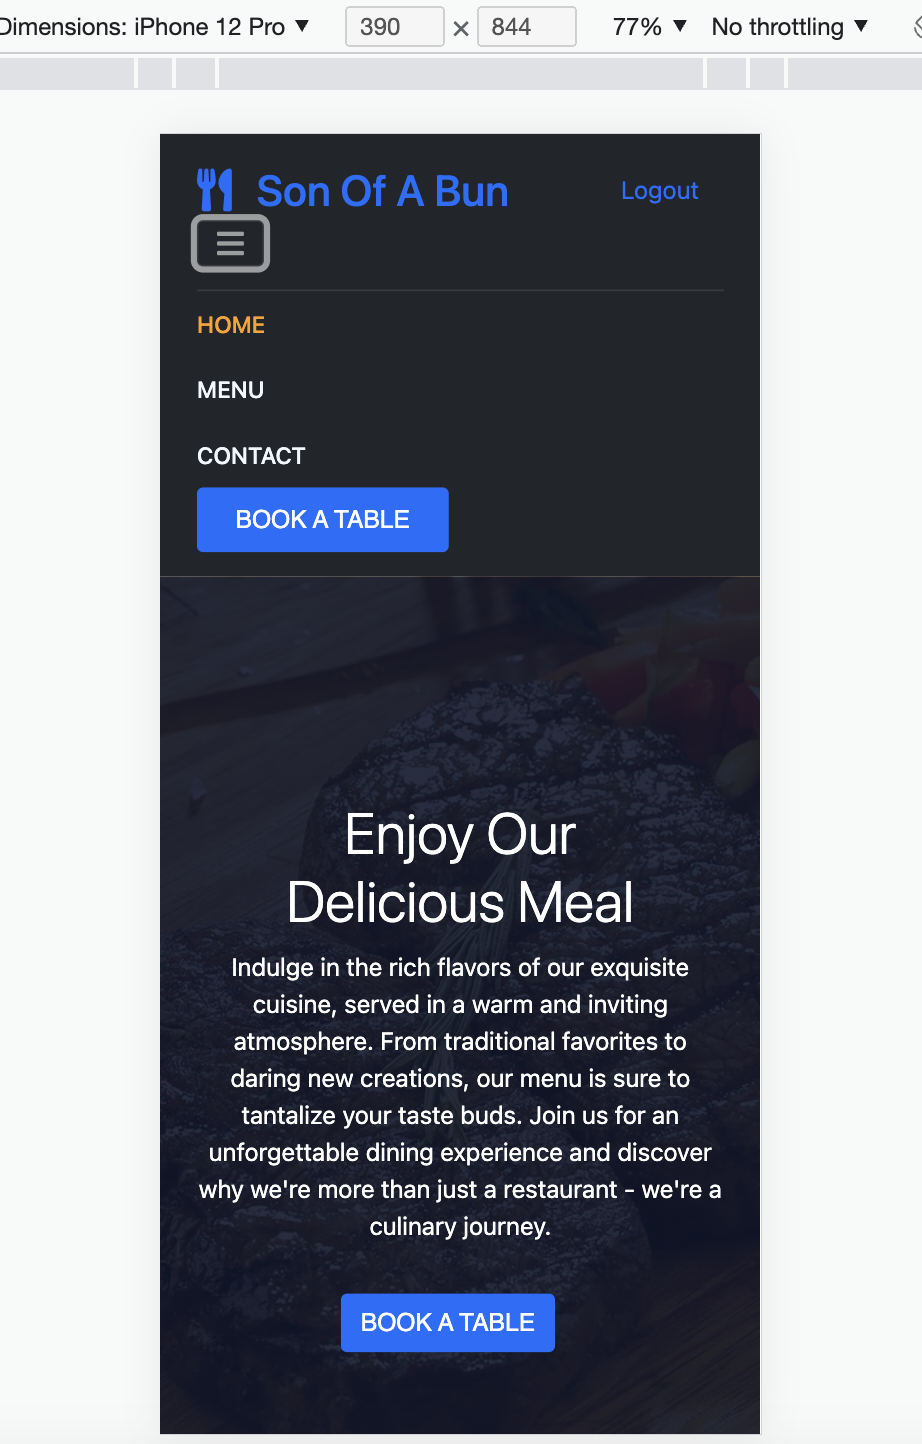 Dimensions: iPhone 12 Pro ▼ 390 × 844 77% ▼ No throttling ▼
Son Of A Bun Logout
HOME
MENU
CONTACT
BOOK A TABLE
Enjoy Our
Delicious Meal
Indulge in the rich flavors of our exquisite
cuisine, served in a warm and inviting
atmosphere. From traditional favorites to
daring new creations, our menu is sure to
tantalize your taste buds. Join us for an
unforgettable dining experience and discover
why we're more than just a restaurant - we're a
culinary journey.
BOOK A TABLE